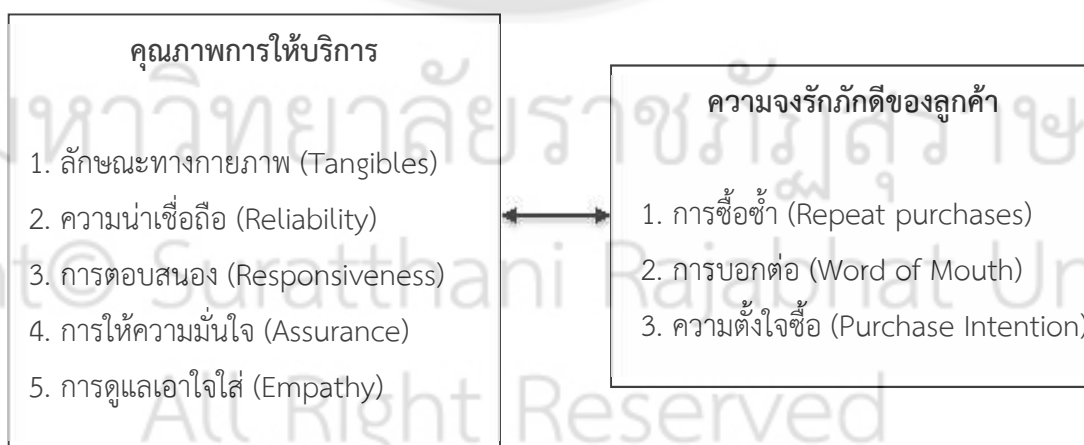 คุณภาพการให้บริการ
1. ลักษณะทางกายภาพ (Tangibles)
2. ความน่าเชื่อถือ (Reliability)
3. การตอบสนอง (Responsiveness)
4. การให้ความมั่นใจ (Assurance)
5. การดูแลเอาใจใส่ (Empathy)
ความจงรักภักดีของลูกค้า
1. การซื้อซ้ำ (Repeat purchases)
2. การบอกต่อ (Word of Mouth)
3. ความตั้งใจซื้อ (Purchase Intention)
Suratthani Rajabhat
All Right Reserved